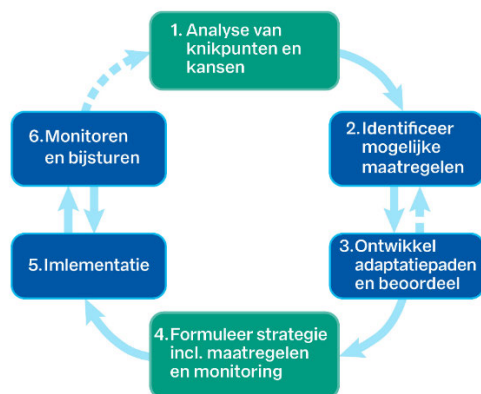 1. Analyse van
knikpunten en
kansen
2. Identificeer
mogelijke
maatregelen
3. Ontwikkel
adaptatiepaden
en beoordeel
4. Formuleer strategie
incl. maatregelen
en monitoring
5. Imlementatie
6. Monitoren
en bijsturen